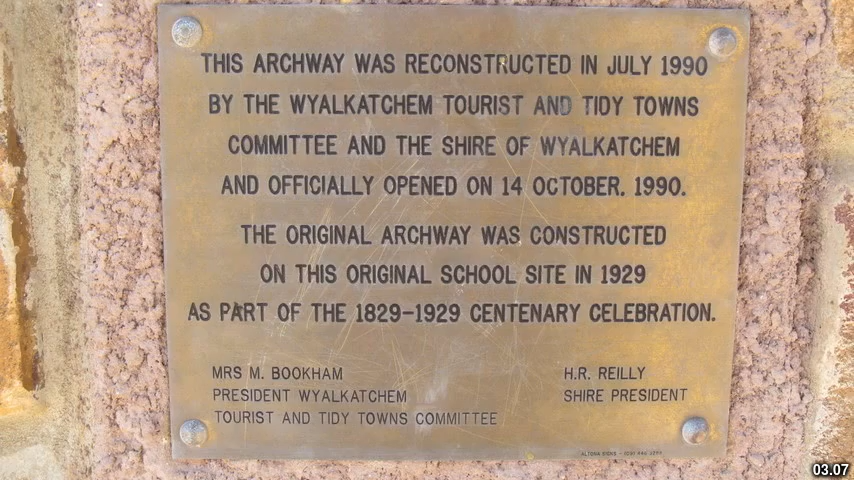 THIS ARCHWAY WAS RECONSTRUCTED IN JULY 1990
BY THE WYALKATCHEM TOURIST AND TIDY TOWNS
COMMITTEE AND THE SHIRE OF WYALKATCHEM
AND OFFICIALLY OPENED ON 14 OCTOBER. 1990.
THE ORIGINAL ARCHWAY WAS CONSTRUCTED
ON THIS ORIGINAL SCHOOL SITE IN 1929
AS PART OF THE 1829-1929 CENTENARY CELEBRATION.
MRS M. BOOKHAM
PRESIDENT WYALKATCHEM
TOURIST AND TIDY TOWNS COMMITTEE
H.R. REILLY
SHIRE PRESIDENT
03.07